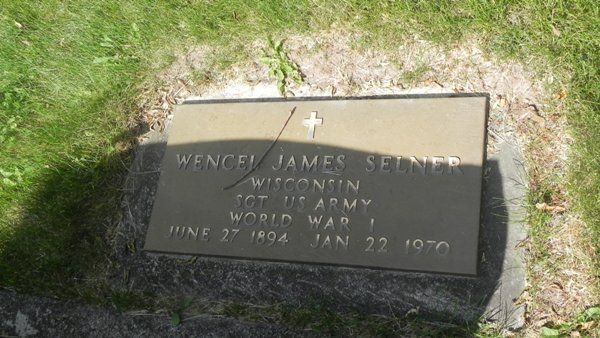 WENCEL JAMES SELNER
WISCONSIN
SGT US ARMY
WORLD WAR I
JUNE 27 1894 JAN 22 1970